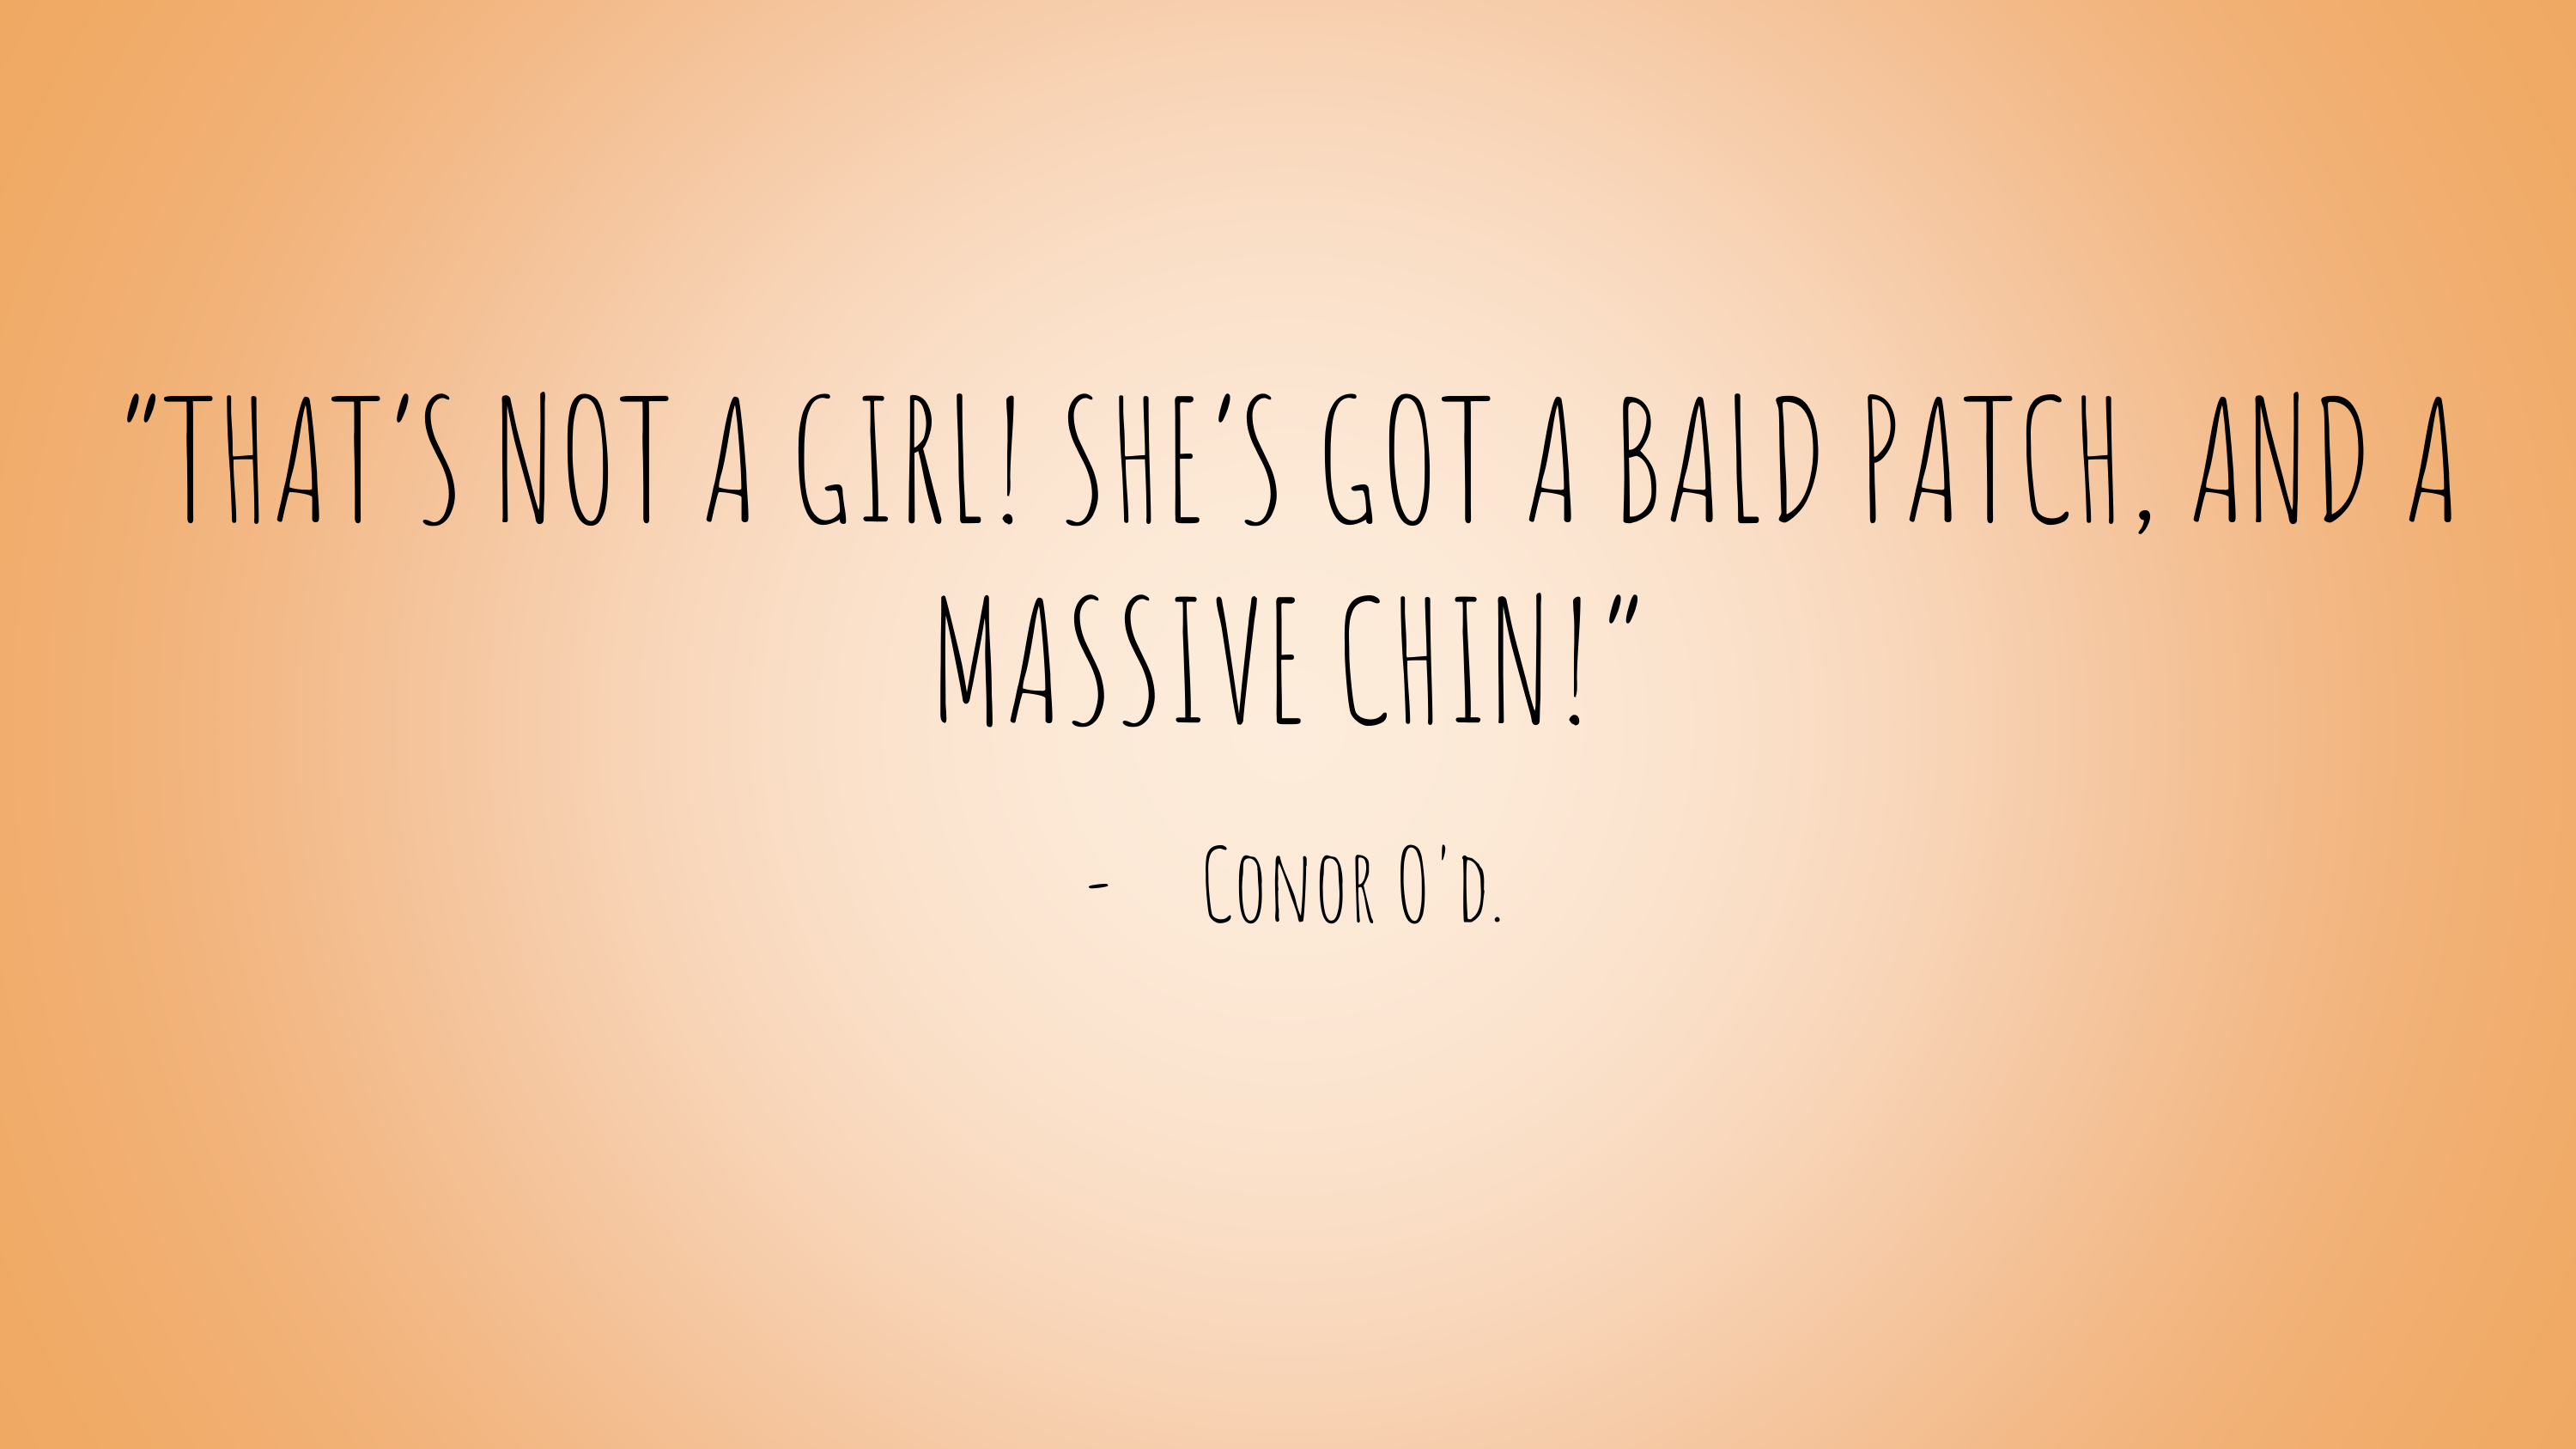 "THAT'S NOT A GIRL! SHE'S GOT A BALD PATCH, AND A
MASSIVE CHIN!"
- Conor O'd.